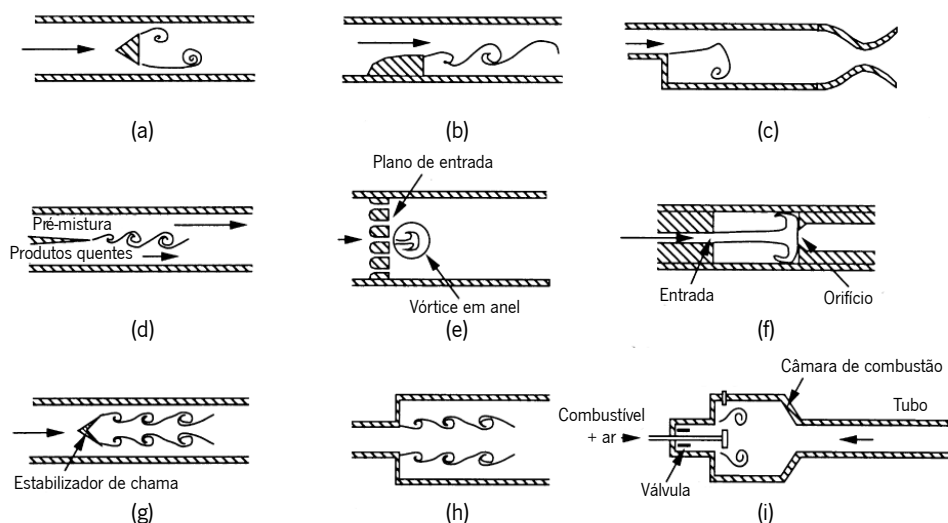 (a)
(b)
(c)
Pré-mistura
Produtos quentes
(d)
Plano de entrada
Vórtice em anel
(e)
Entrada
Orifício
(f)
Estabilizador de chama
(g)
(h)
Câmara de combustão
Tubo
Combustível
+ ar
Válvula
(i)